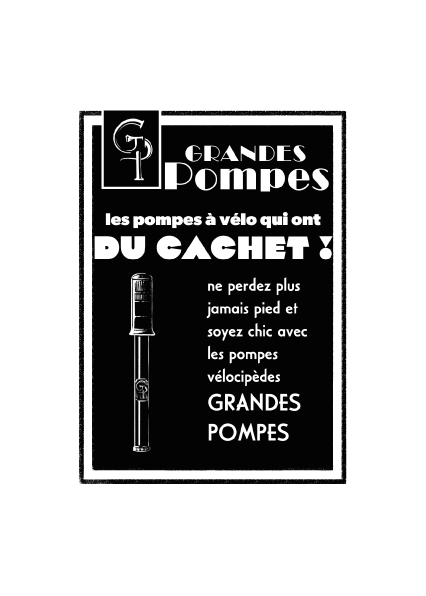 GP
GRANDES
Pompes
les pompes à vélo qui ont
DU CACHET !
ne perdez plus
jamais pied et
soyez chic avec
les pompes
vélocipèdes
GRANDES
POMPES
GP